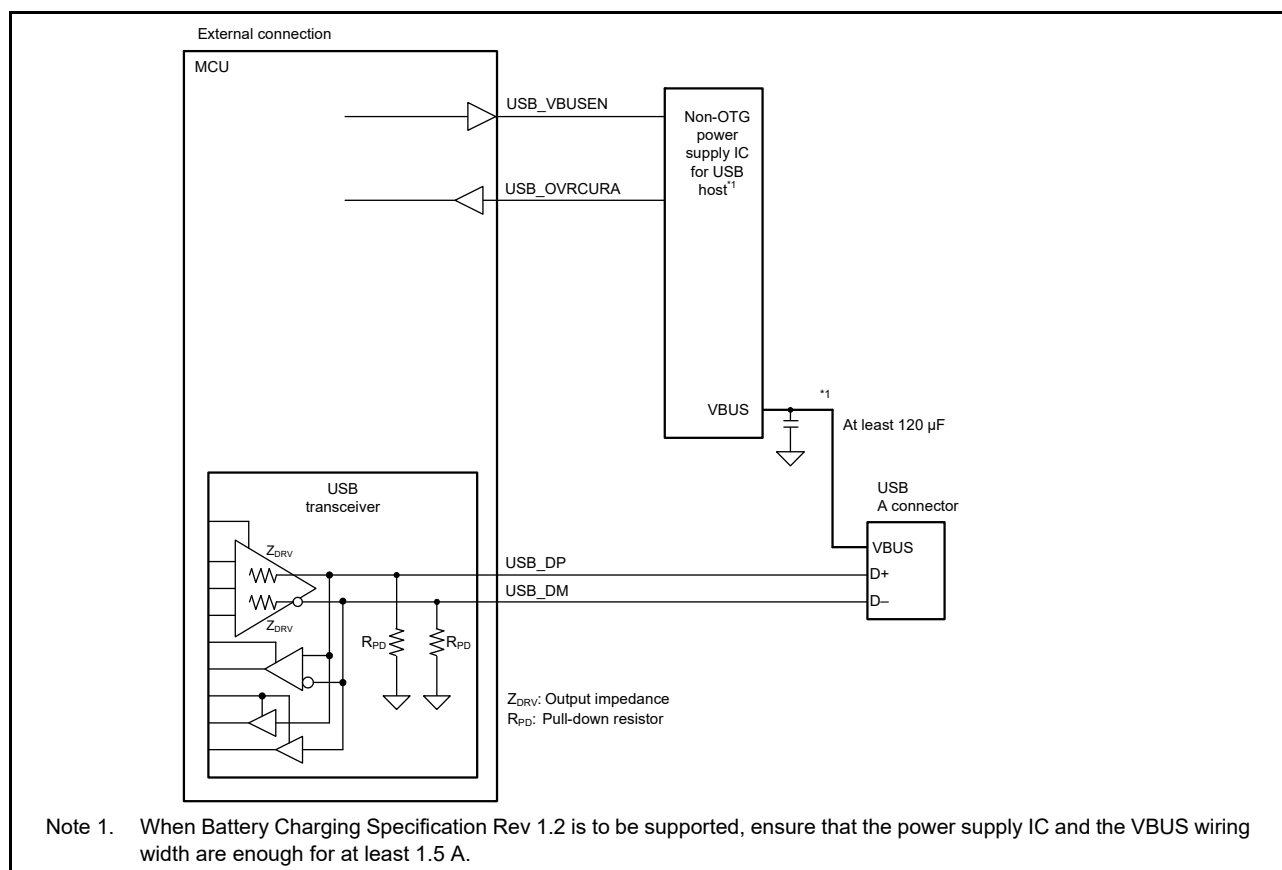 External connection
MCU
USB_VBUSEN
USB_OVRCURA
Non-OTG
power
supply IC
for USB
host*1
VBUS
*1
At least 120 µF
USB
A connector
VBUS
D+
D–
USB
transceiver
ZDRV
ZDRV
USB_DP
USB_DM
RPD
RPD
ZDRV: Output impedance
RPD: Pull-down resistor
Note 1. When Battery Charging Specification Rev 1.2 is to be supported, ensure that the power supply IC and the VBUS wiring
width are enough for at least 1.5 A.